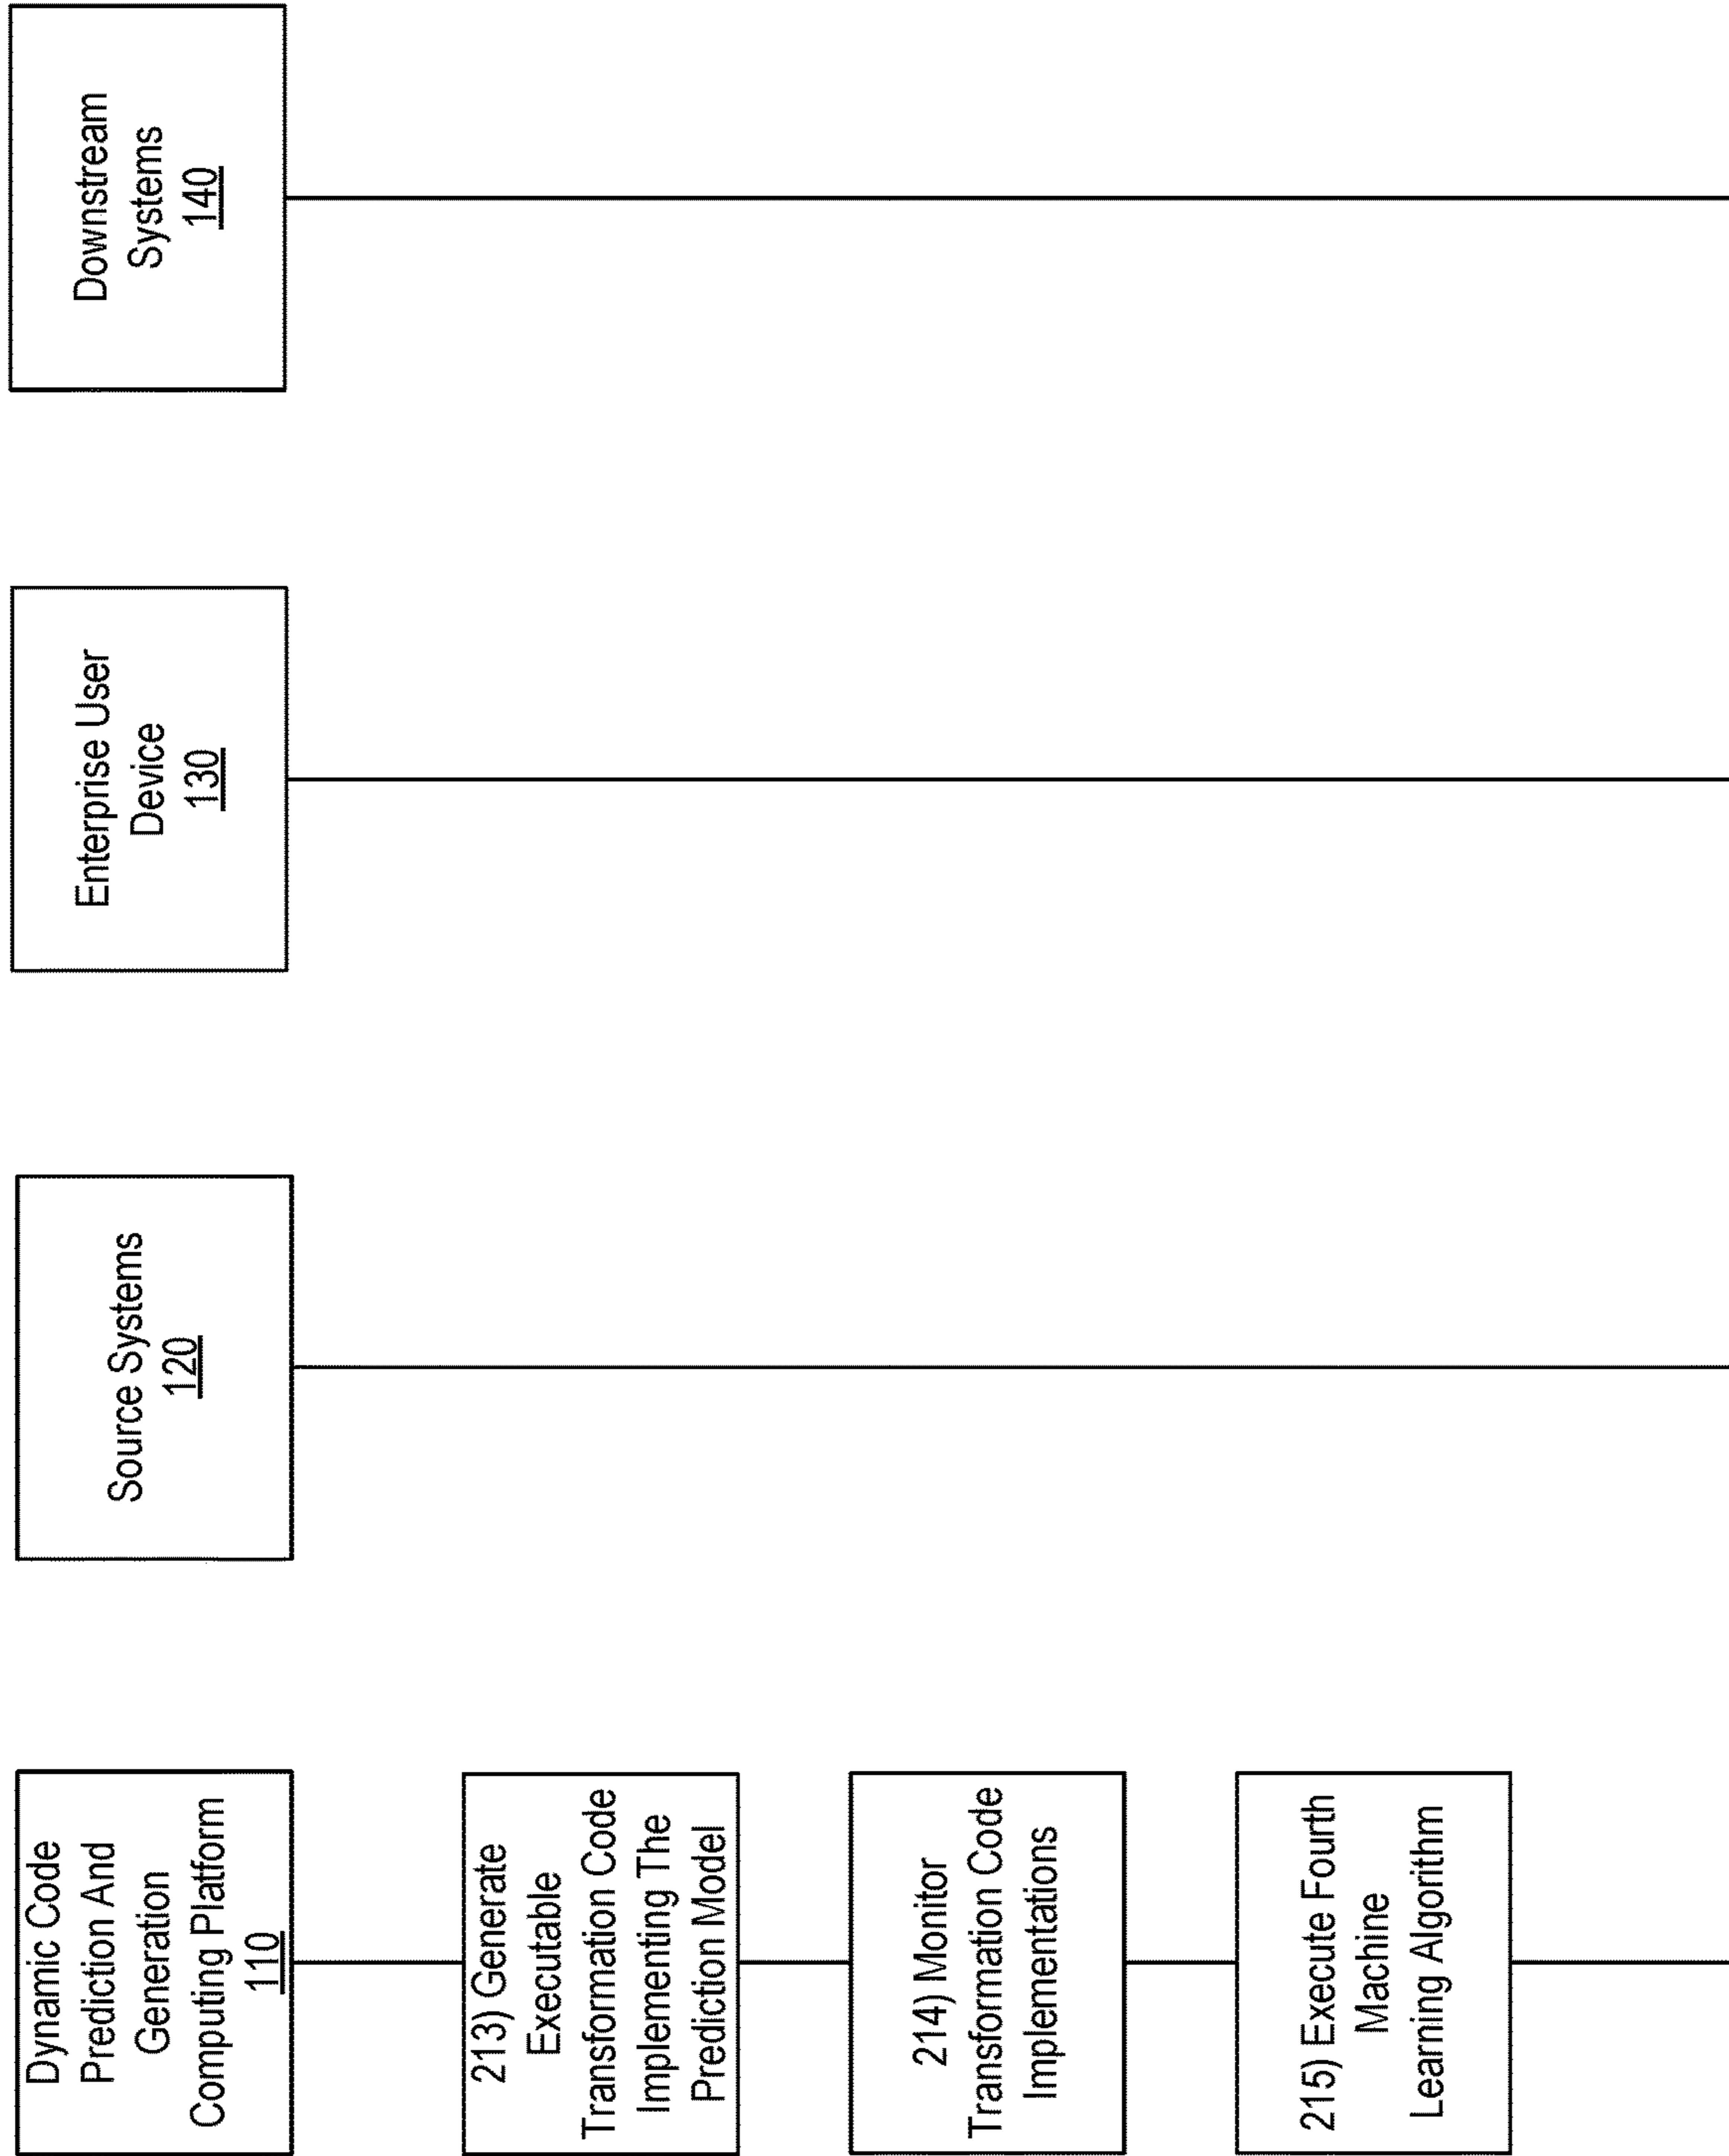 Dynamic Code
Prediction And
Generation
Computing Platform
110
Source Systems
120
Enterprise User
Device
130
Downstream
Systems
140
213) Generate
Executable
Transformation Code
Implementing The
Prediction Model
214) Monitor
Transformation Code
Implementations
215) Execute Fourth
Machine
Learning Algorithm